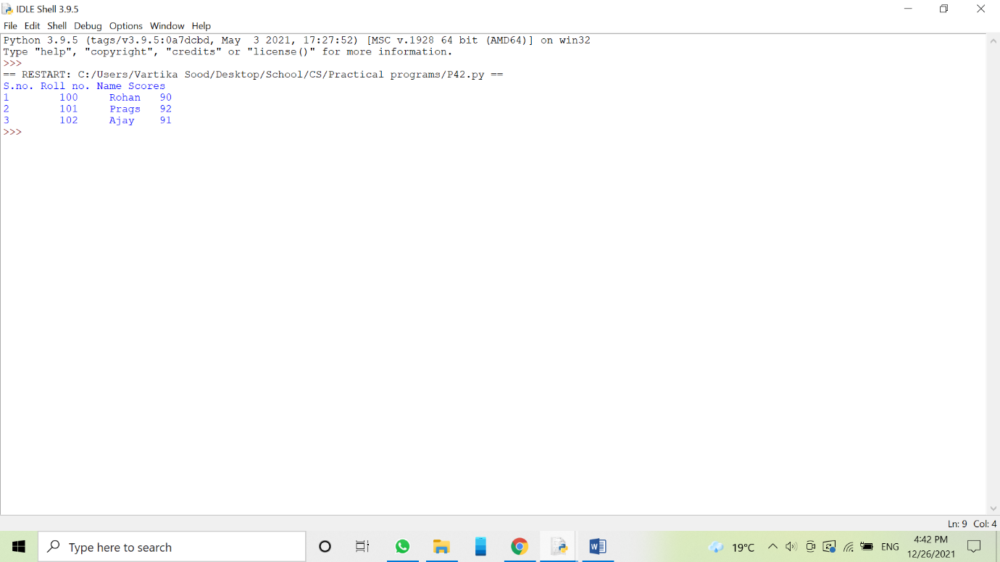 IDLE Shell 3.9.5
File Edit Shell Debug Options Window Help
Python 3.9.5 (tags/v3.9.5:0a7dcbd, May  3 2021, 17:27:52) [MSC v.1928 64 bit (AMD64)] on win32
Type "help", "copyright", "credits" or "license()" for more information.
>>>
== RESTART: C:/Users/Vartika Sood/Desktop/School/CS/Practical programs/P42.py ==
S.no. Roll no. Name Scores
1        100     Rohan   90
2        101     Prags   92
3        102     Ajay    91
>>>
Ln: 9 Col: 4
Type here to search
W
19°C
ENG
4:42 PM
12/26/2021